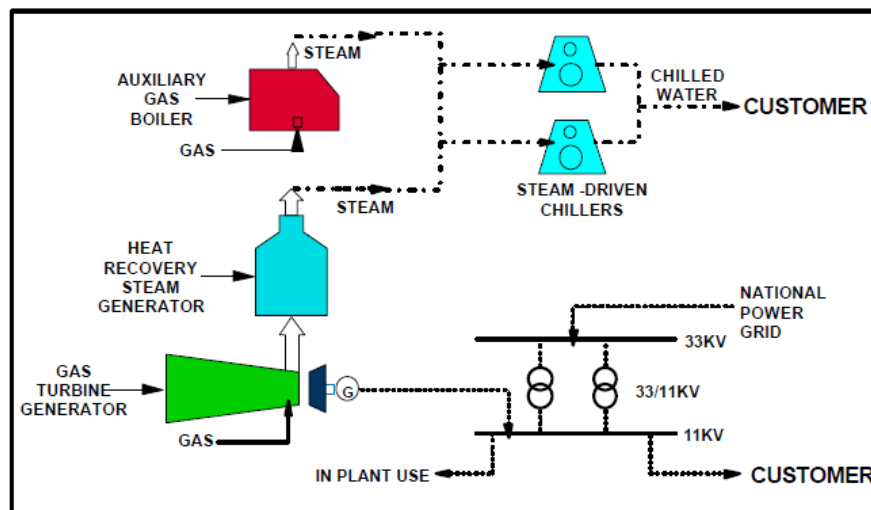 STEAM
AUXILIARY
GAS
BOILER
GAS
CHILLED
WATER
CUSTOMER
STEAM -DRIVEN
CHILLERS
STEAM
HEAT
RECOVERY
STEAM
GENERATOR
NATIONAL
POWER
GRID
33KV
GAS
TURBINE
GENERATOR
G
33/11KV
11KV
GAS
IN PLANT USE
CUSTOMER